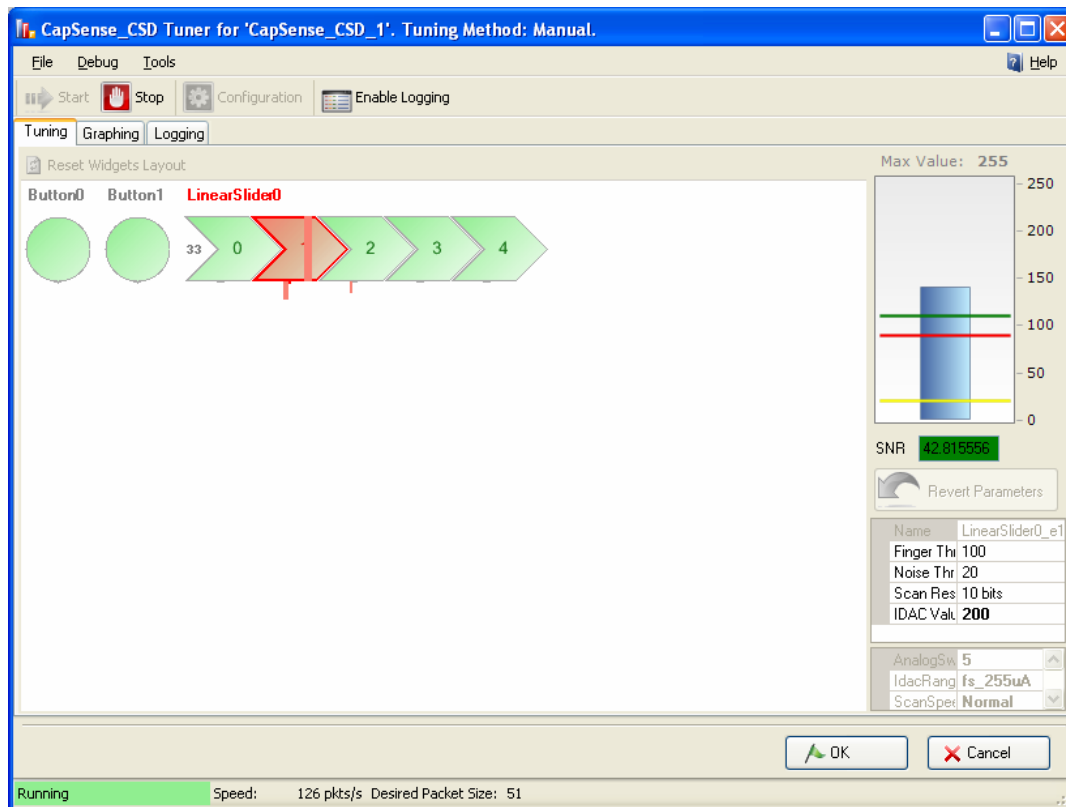 CapSense_CSD Tuner for 'CapSense_CSD_1'. Tuning Method: Manual.
File Debug Tools Help
Start Stop Configuration Enable Logging
Tuning Graphing Logging
Reset Widgets Layout
Max Value: 255
Button0 Button1 LinearSlider0
33 0 1 2 3 4
250
200
150
100
50
0
SNR 42.815556
Revert Parameters
Name LinearSlider0_e1
Finger Thr 100
Noise Thr 20
Scan Res 10 bits
IDAC Valu 200
AnalogSw 5
IdacRang fs_255uA
ScanSpee Normal
OK Cancel
Running Speed: 126 pkts/s Desired Packet Size: 51